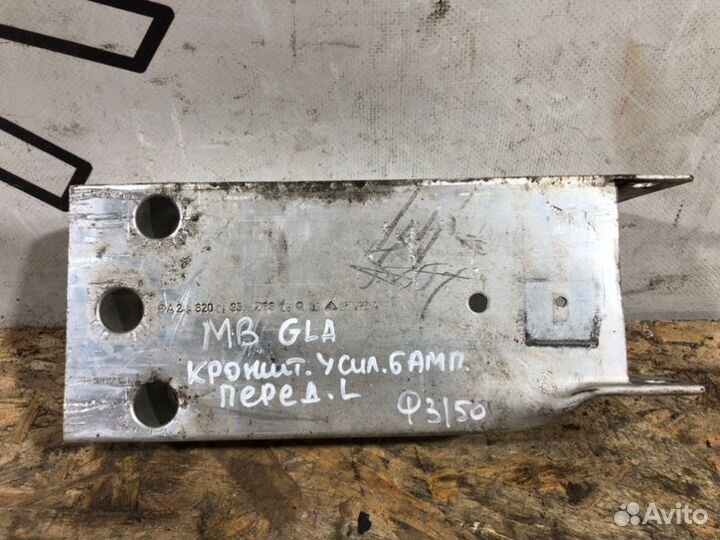 MB GLA
кроншт. усил. бамп.
перед. L
Ф3/50
Avito